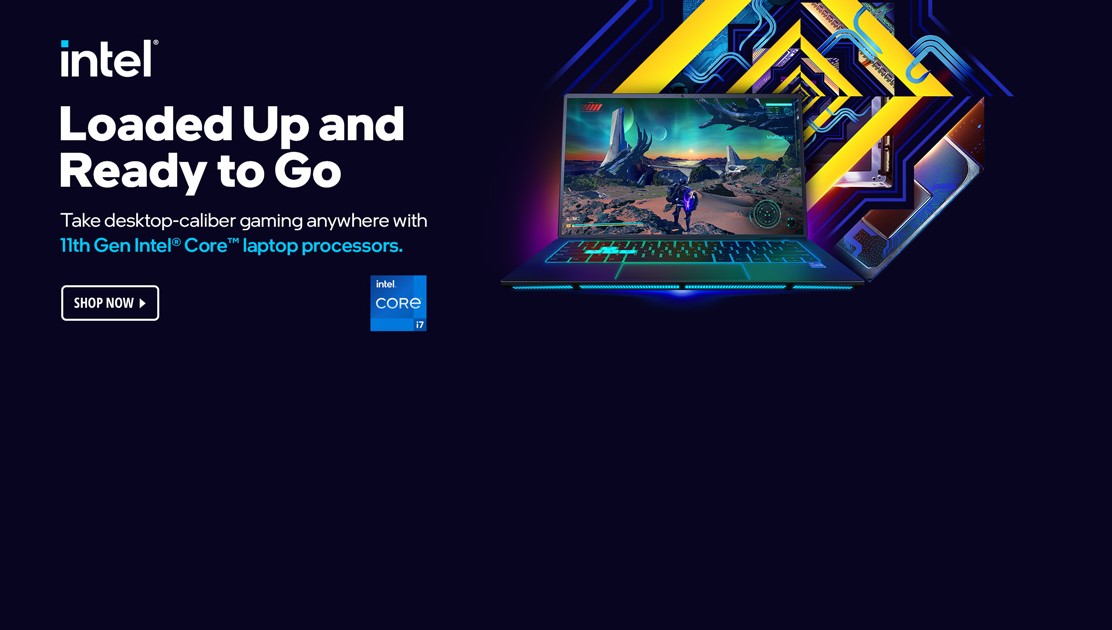 intel®
Loaded Up and
Ready to Go
Take desktop-caliber gaming anywhere with
11th Gen Intel® Core™ laptop processors.
SHOP NOW
intel.
CORE
i7